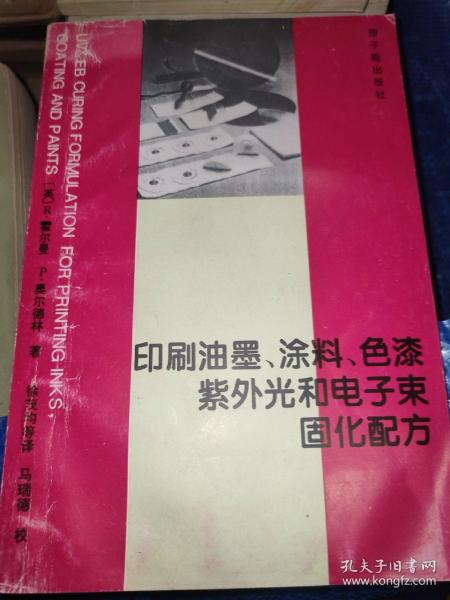 原子能出版社
UV&EB CURING FORMULATION FOR PRINTING INKS,
COATING AND PAINTS
[英]R·霍尔曼 P·奥尔德林 著
徐茂均等译 马瑞德 校
印刷油墨、涂料、色漆
紫外光和电子束
固化配方
孔夫子旧书网
www.kongfz.com